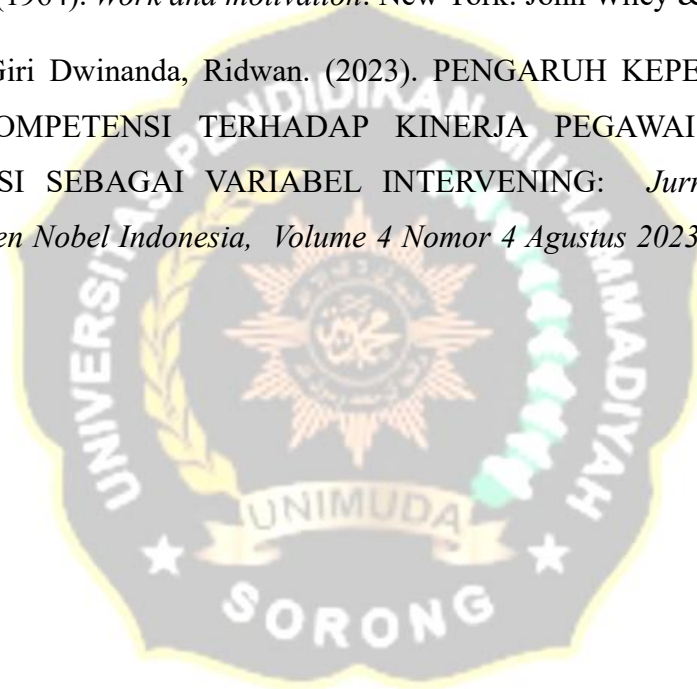 (1964). Work and motivation. New York: John Wiley &
Giri Dwinanda, Ridwan. (2023). PENGARUH KEPE
OMPETENSI TERHADAP KINERJA PEGAWAI
SI SEBAGAI VARIABEL INTERVENING: Jurn
en Nobel Indonesia, Volume 4 Nomor 4 Agustus 2023
UNIVERSITAS PENDIDIKAN MUHAMMADIYAH
UNIMUDA
SORONG